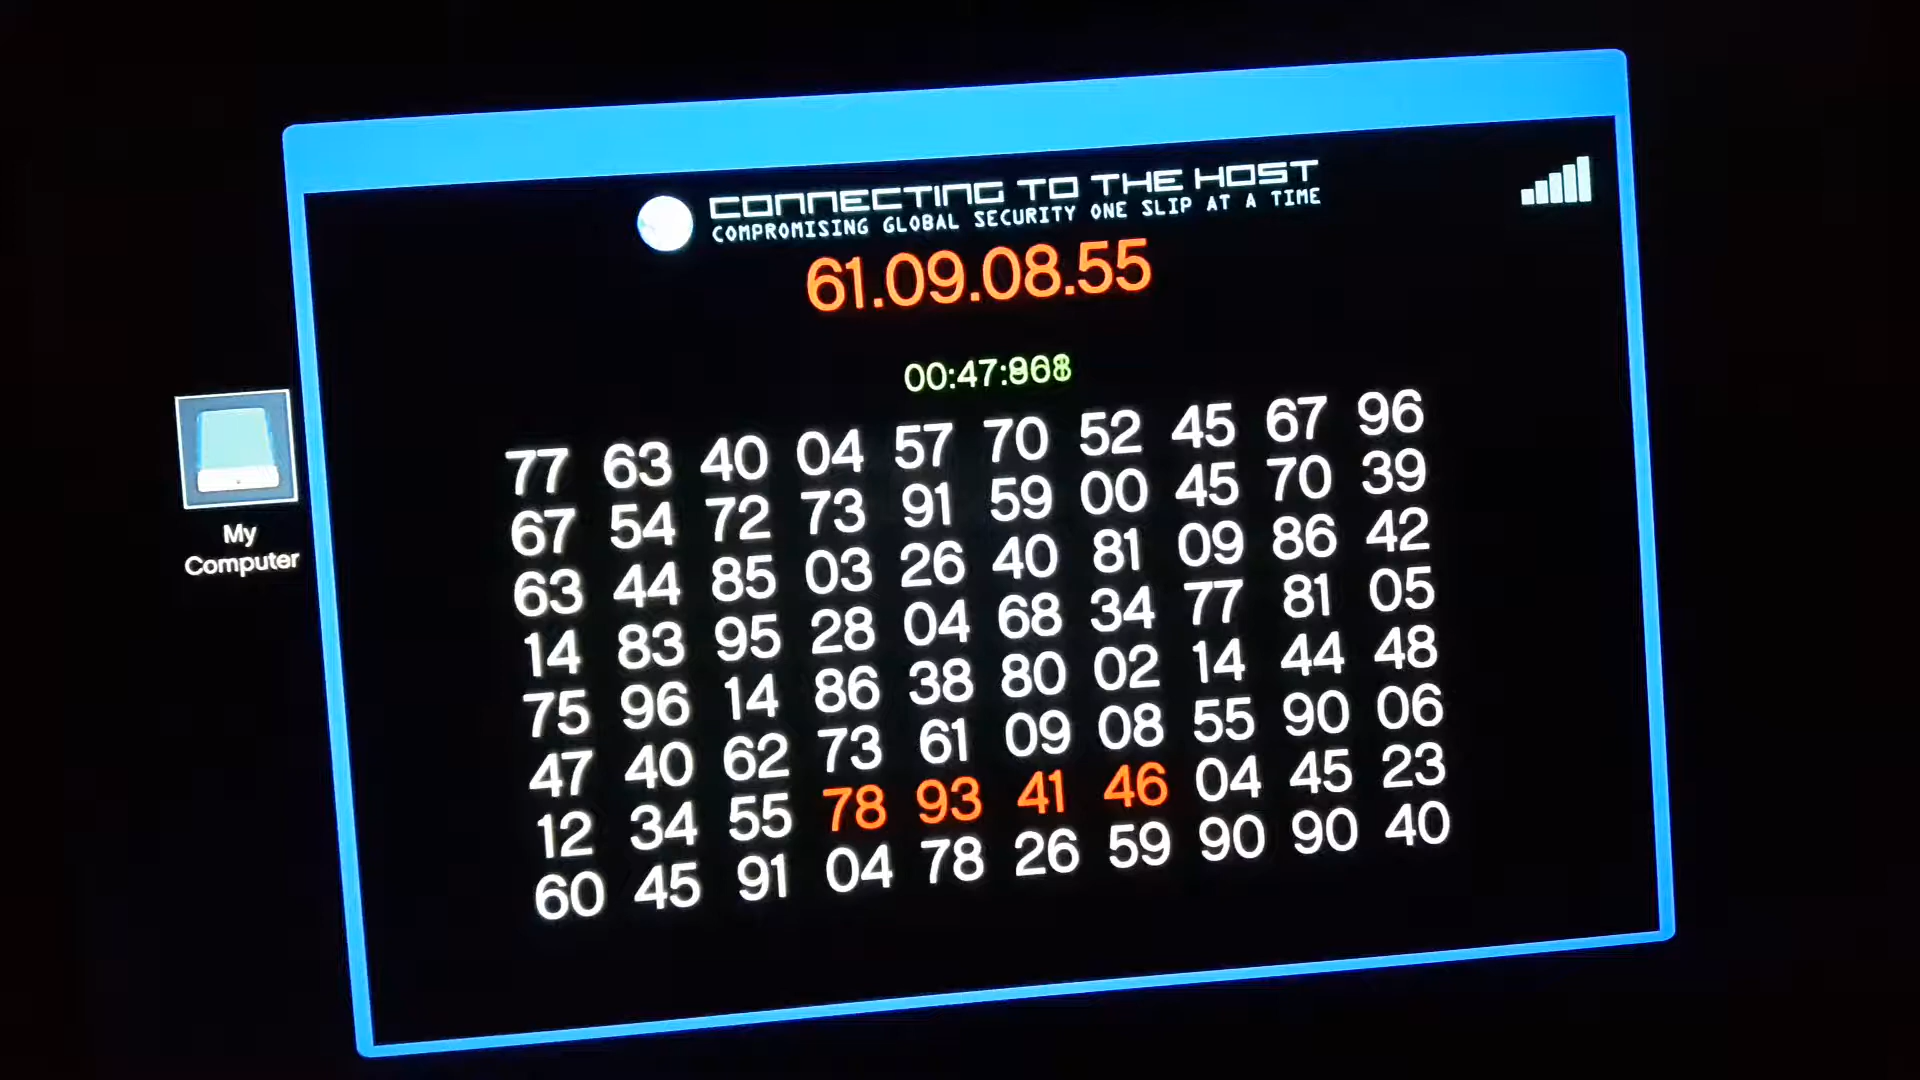 CONNECTING TO THE HOST
COMPROMISING GLOBAL SECURITY ONE SLIP AT A TIME
61.09.08.55
00:47:
77 63 40 04 57 70 52 45 67 96
67 54 72 73 91 59 00 45 70 39
63 44 85 03 26 40 81 09 86 42
14 83 95 28 04 68 34 77 81 05
75 96 14 86 38 80 02 14 44 48
47 40 62 73 61 09 08 55 90 06
12 34 55 78 93 41 46 04 45 23
60 45 91 04 78 26 59 90 90 40
My
Computer